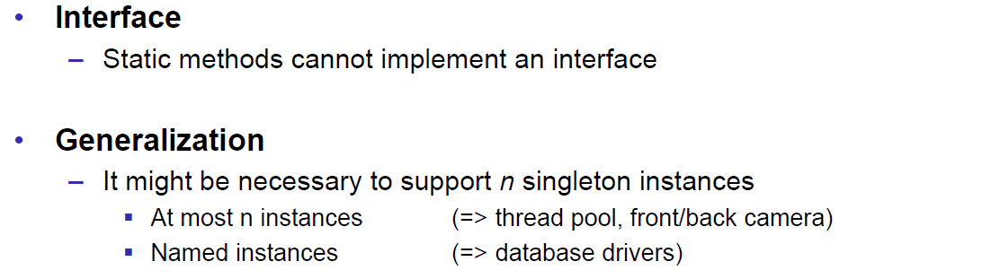 • Interface
– Static methods cannot implement an interface
• Generalization
– It might be necessary to support n singleton instances
▪ At most n instances (=> thread pool, front/back camera)
▪ Named instances (=> database drivers)